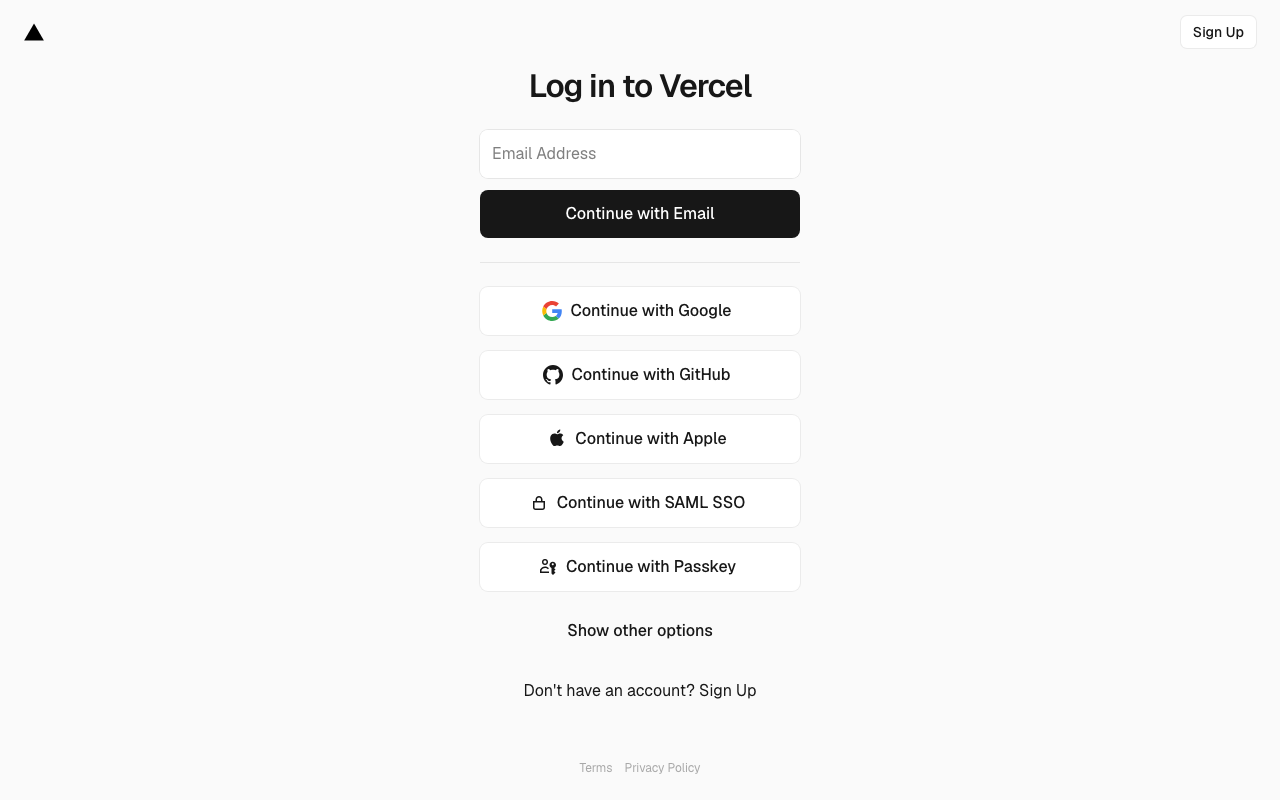 Sign Up
Log in to Vercel
Email Address
Continue with Email
Continue with Google
Continue with GitHub
Continue with Apple
Continue with SAML SSO
Continue with Passkey
Show other options
Don't have an account? Sign Up
Terms Privacy Policy